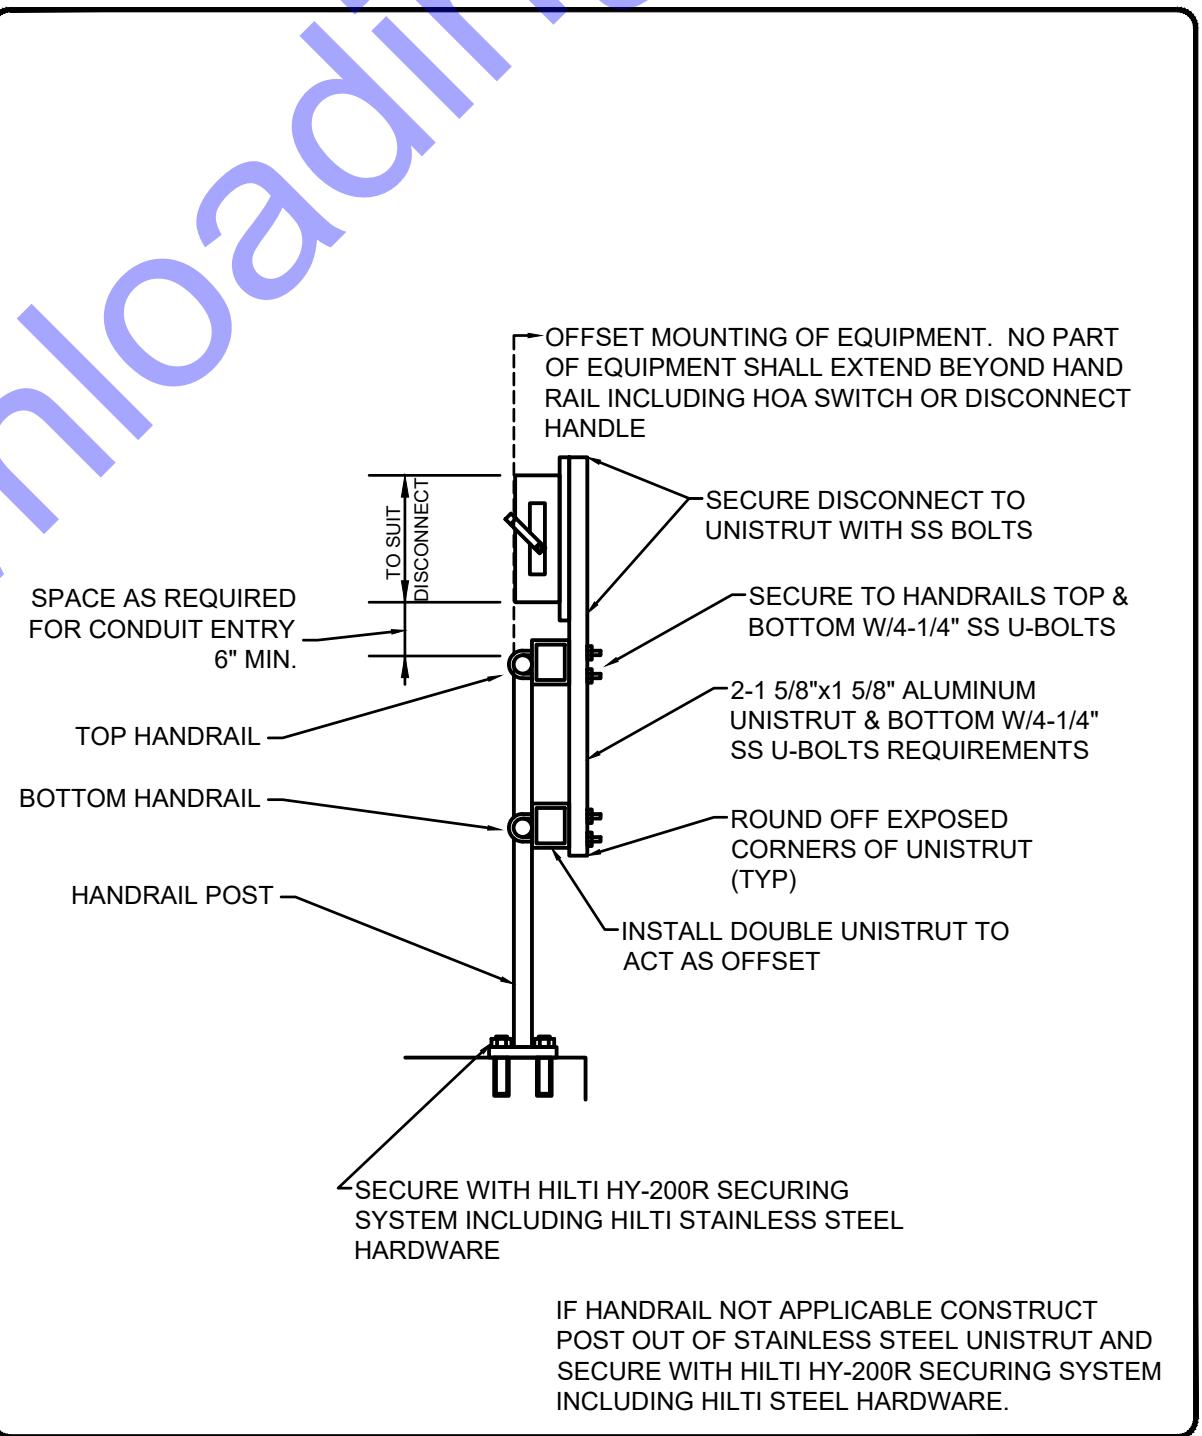 nloadin
OFFSET MOUNTING OF EQUIPMENT. NO PART
OF EQUIPMENT SHALL EXTEND BEYOND HAND
RAIL INCLUDING HOA SWITCH OR DISCONNECT
HANDLE
TO SUIT
DISCONNECT
SECURE DISCONNECT TO
UNISTRUT WITH SS BOLTS
SPACE AS REQUIRED
FOR CONDUIT ENTRY
6" MIN.
SECURE TO HANDRAILS TOP &
BOTTOM W/4-1/4" SS U-BOLTS
2-1 5/8"x1 5/8" ALUMINUM
UNISTRUT & BOTTOM W/4-1/4"
SS U-BOLTS REQUIREMENTS
TOP HANDRAIL
BOTTOM HANDRAIL
ROUND OFF EXPOSED
CORNERS OF UNISTRUT
(TYP)
HANDRAIL POST
INSTALL DOUBLE UNISTRUT TO
ACT AS OFFSET
SECURE WITH HILTI HY-200R SECURING
SYSTEM INCLUDING HILTI STAINLESS STEEL
HARDWARE
IF HANDRAIL NOT APPLICABLE CONSTRUCT
POST OUT OF STAINLESS STEEL UNISTRUT AND
SECURE WITH HILTI HY-200R SECURING SYSTEM
INCLUDING HILTI STEEL HARDWARE.